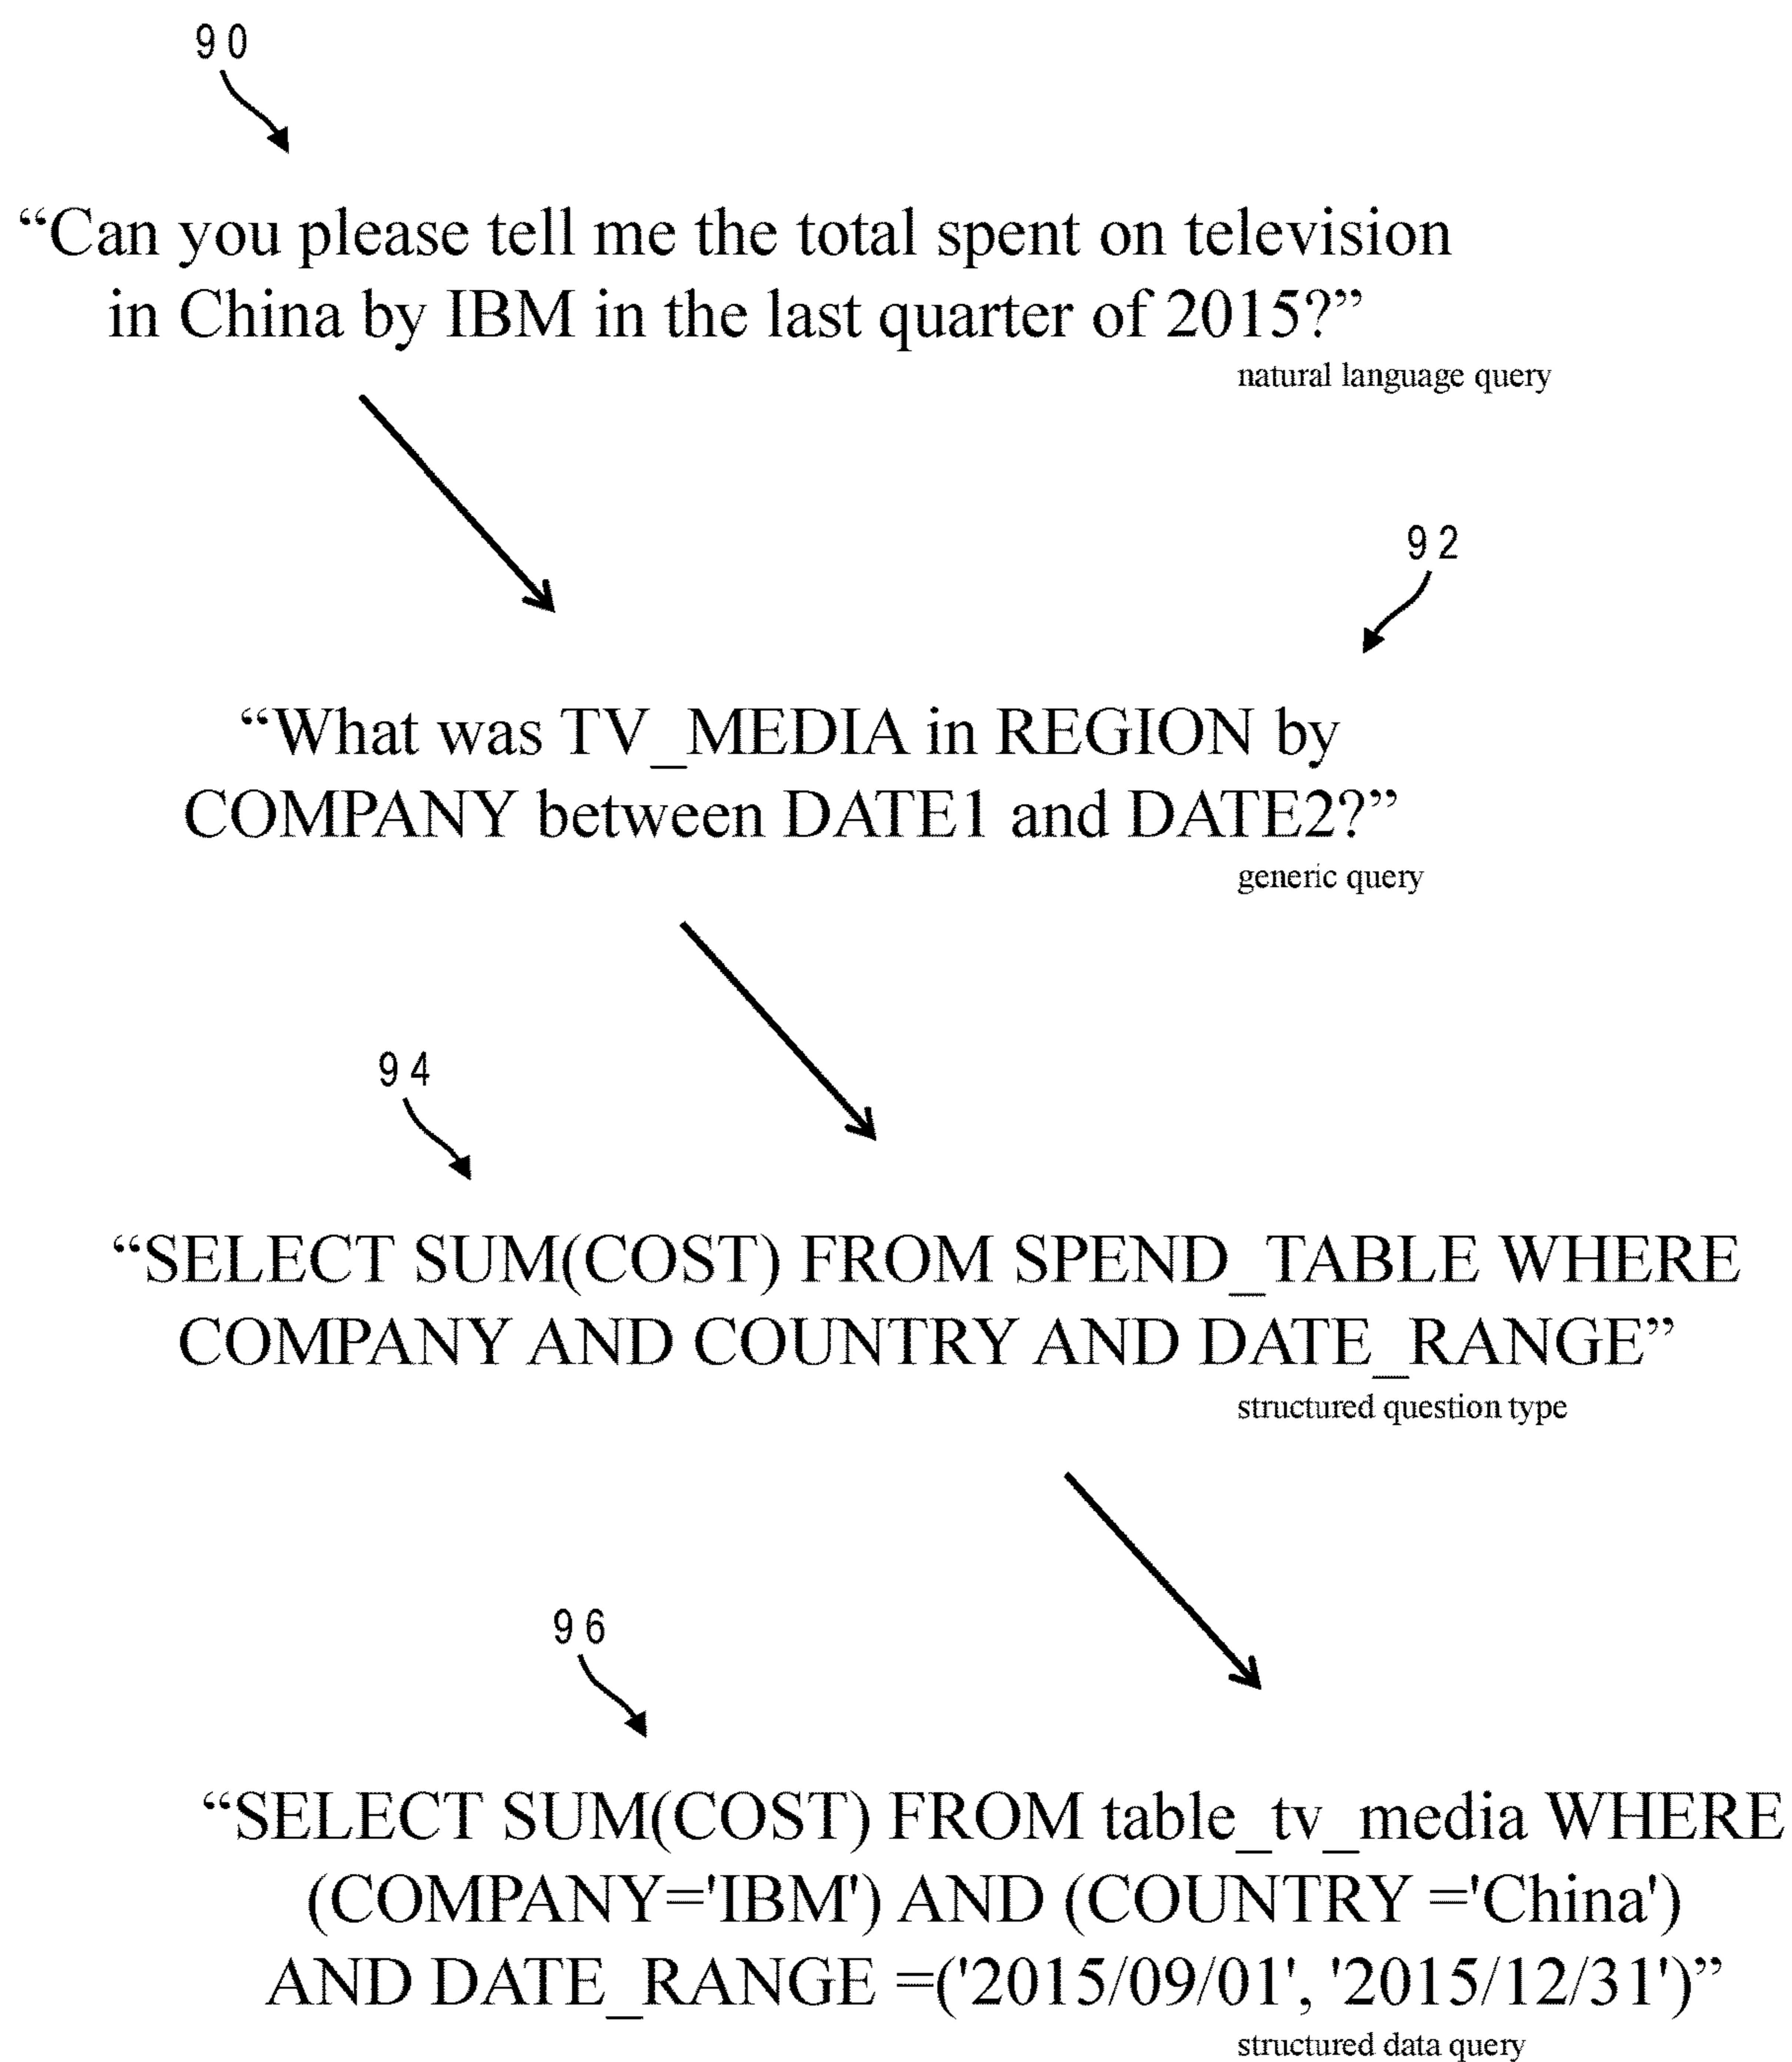 90
“Can you please tell me the total spent on television
in China by IBM in the last quarter of 2015?”
natural language query
92
“What was TV_MEDIA in REGION by
COMPANY between DATE1 and DATE2?”
generic query
94
“SELECT SUM(COST) FROM SPEND_TABLE WHERE
COMPANY AND COUNTRY AND DATE_RANGE”
structured question type
96
“SELECT SUM(COST) FROM table_tv_media WHERE
(COMPANY='IBM') AND (COUNTRY ='China')
AND DATE_RANGE =('2015/09/01', '2015/12/31')”
structured data query